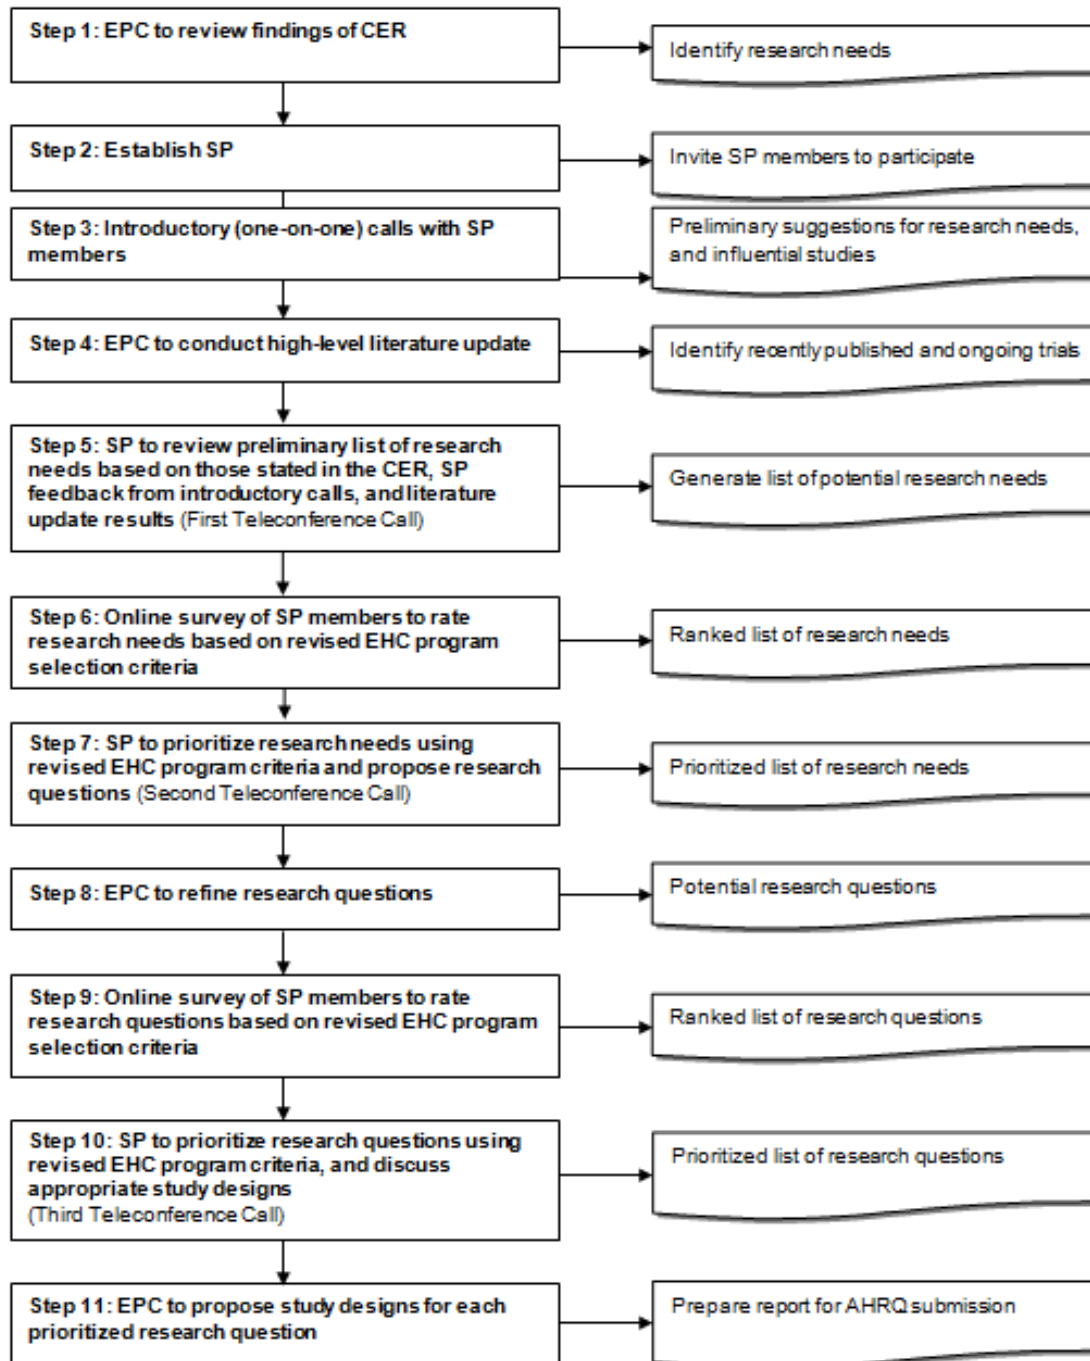 Step 1: EPC to review findings of CER
Identify research needs
Step 2: Establish SP
Invite SP members to participate
Step 3: Introductory (one-on-one) calls with SP
members
Preliminary suggestions for research needs,
and influential studies
Step 4: EPC to conduct high-level literature update
Identify recently published and ongoing trials
Step 5: SP to review preliminary list of research
needs based on those stated in the CER, SP
feedback from introductory calls, and literature
update results (First Teleconference Call)
Generate list of potential research needs
Step 6: Online survey of SP members to rate
research needs based on revised EHC program
selection criteria
Ranked list of research needs
Step 7: SP to prioritize research needs using
revised EHC program criteria and propose research
questions (Second Teleconference Call)
Prioritized list of research needs
Step 8: EPC to refine research questions
Potential research questions
Step 9: Online survey of SP members to rate
research questions based on revised EHC program
selection criteria
Ranked list of research questions
Step 10: SP to prioritize research questions using
revised EHC program criteria, and discuss
appropriate study designs
(Third Teleconference Call)
Prioritized list of research questions
Step 11: EPC to propose study designs for each
prioritized research question
Prepare report for AHRQ submission